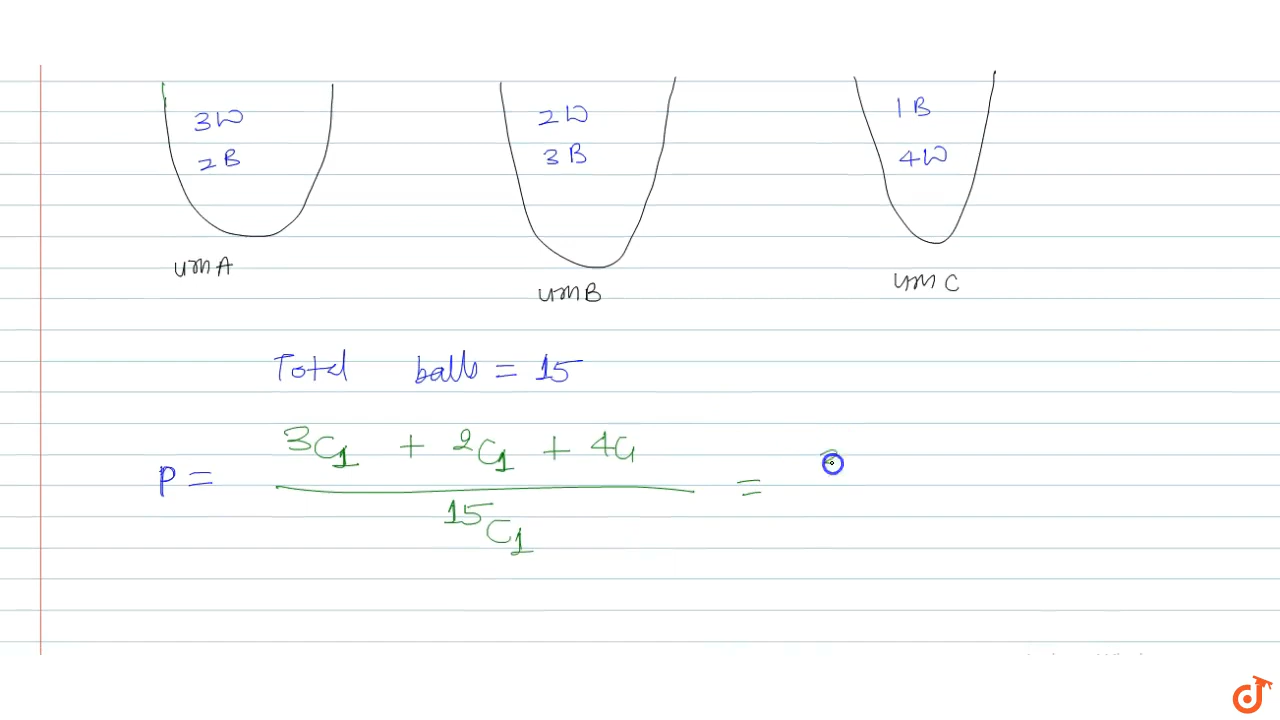 3W 2W 1B
2B 3B 4W
urn A urn B urn C
Total balls = 15
P = 3C1 + 2C1 + 4C1 =
15C1